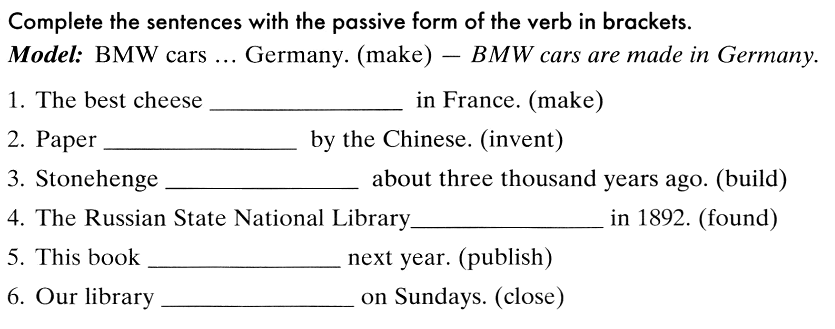 Complete the sentences with the passive form of the verb in brackets.
Model: BMW cars ... Germany. (make) — BMW cars are made in Germany.
1. The best cheese _______________ in France. (make)
2. Paper _______________ by the Chinese. (invent)
3. Stonehenge _______________ about three thousand years ago. (build)
4. The Russian State National Library_______________ in 1892. (found)
5. This book _______________ next year. (publish)
6. Our library _______________ on Sundays. (close)